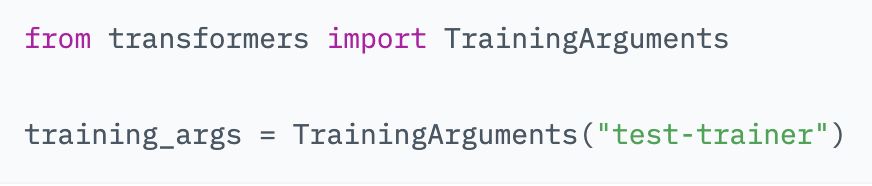 from transformers import TrainingArguments
training_args = TrainingArguments("test-trainer")